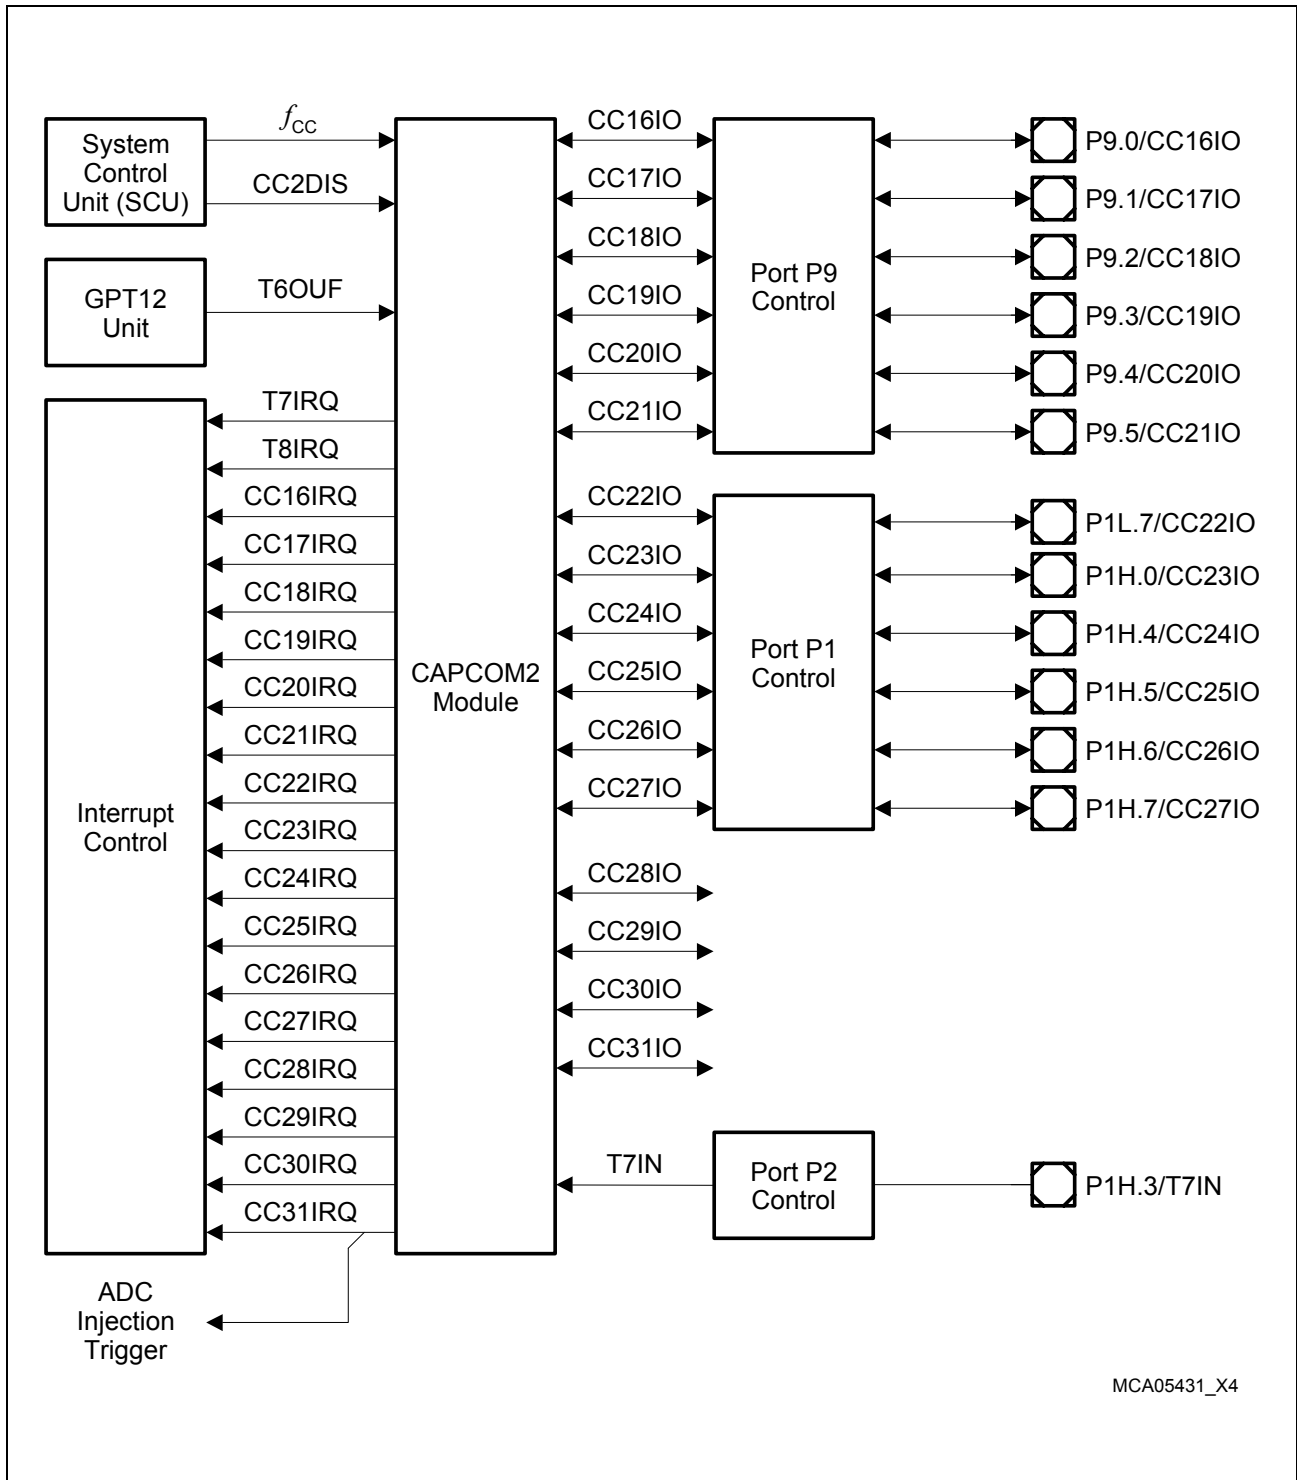 System
Control
Unit (SCU)
fCC
CC2DIS
GPT12
Unit
T6OUF
Interrupt
Control
T7IRQ
T8IRQ
CC16IRQ
CC17IRQ
CC18IRQ
CC19IRQ
CC20IRQ
CC21IRQ
CC22IRQ
CC23IRQ
CC24IRQ
CC25IRQ
CC26IRQ
CC27IRQ
CC28IRQ
CC29IRQ
CC30IRQ
CC31IRQ
ADC
Injection
Trigger
CAPCOM2
Module
CC16IO
CC17IO
CC18IO
CC19IO
CC20IO
CC21IO
Port P9
Control
P9.0/CC16IO
P9.1/CC17IO
P9.2/CC18IO
P9.3/CC19IO
P9.4/CC20IO
P9.5/CC21IO
CC22IO
CC23IO
CC24IO
CC25IO
CC26IO
CC27IO
Port P1
Control
P1L.7/CC22IO
P1H.0/CC23IO
P1H.4/CC24IO
P1H.5/CC25IO
P1H.6/CC26IO
P1H.7/CC27IO
CC28IO
CC29IO
CC30IO
CC31IO
T7IN
Port P2
Control
P1H.3/T7IN
MCA05431_X4